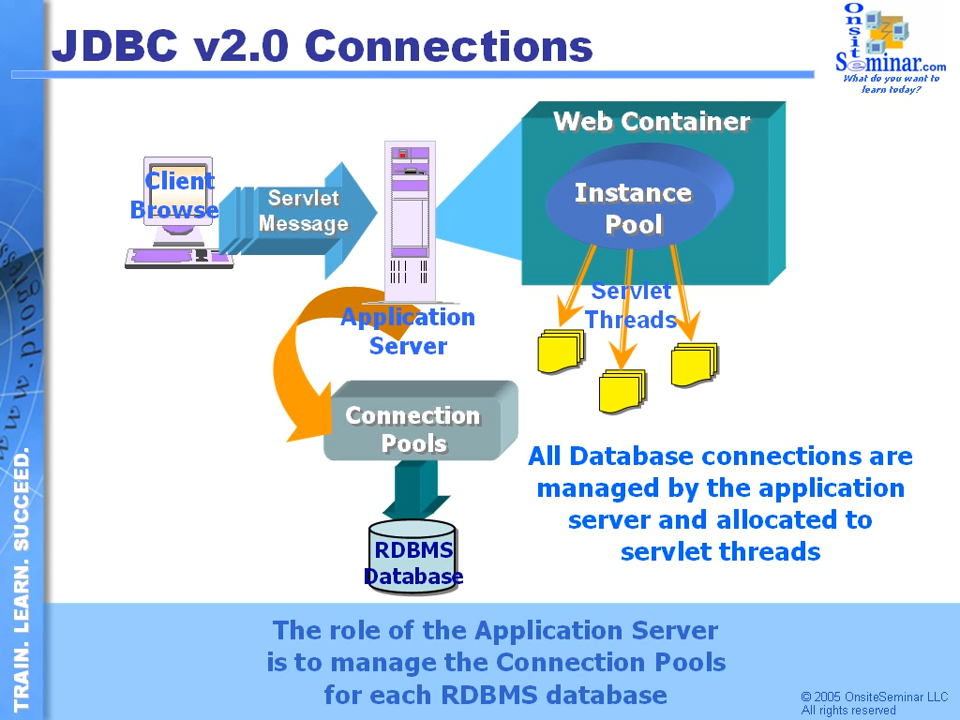 JDBC v2.0 Connections
Onsite
Seminar.com
What do you want to
learn today?
Web Container
Instance
Pool
Client
Browse
Servlet
Message
Servlet
Threads
Application
Server
Connection
Pools
RDBMS
Database
All Database connections are
managed by the application
server and allocated to
servlet threads
The role of the Application Server
is to manage the Connection Pools
for each RDBMS database
TRAIN. LEARN. SUCCEED.
www.progress
© 2005 OnsiteSeminar LLC
All rights reserved